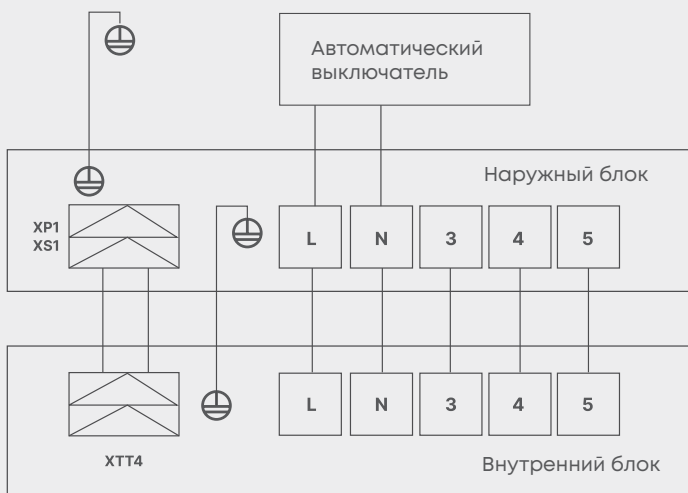 Автоматический
выключатель
Наружный блок
XP1
XS1
L N 3 4 5
L N 3 4 5
XTT4
Внутренний блок